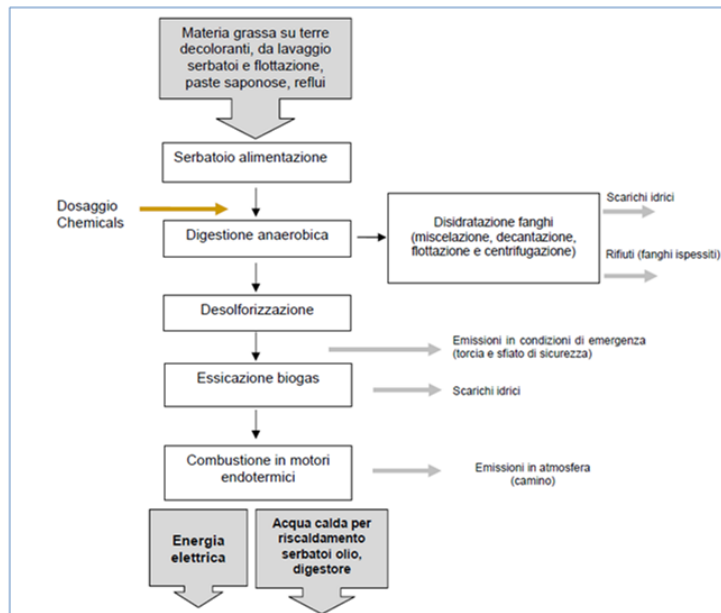 Materia grassa su terre
decoloranti, da lavaggio
serbatoi e flottazione,
paste saponose, reflui
Serbatoio alimentazione
Dosaggio
Chemicals
Digestione anaerobica
Disidratazione fanghi
(miscelazione, decantazione,
flottazione e centrifugazione)
Scarichi idrici
Rifiuti (fanghi ispessiti)
Desolforizzazione
Emissioni in condizioni di emergenza
(torcia e sfiato di sicurezza)
Essicazione biogas
Scarichi idrici
Combustione in motori
endotermici
Emissioni in atmosfera
(camino)
Energia
elettrica
Acqua calda per
riscaldamento
serbatoi olio,
digestore